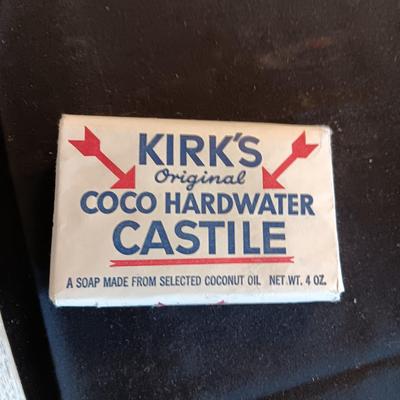 KIRK'S
Original
COCO HARDWATER
CASTILE
A SOAP MADE FROM SELECTED COCONUT OIL NET. WT. 4 OZ.